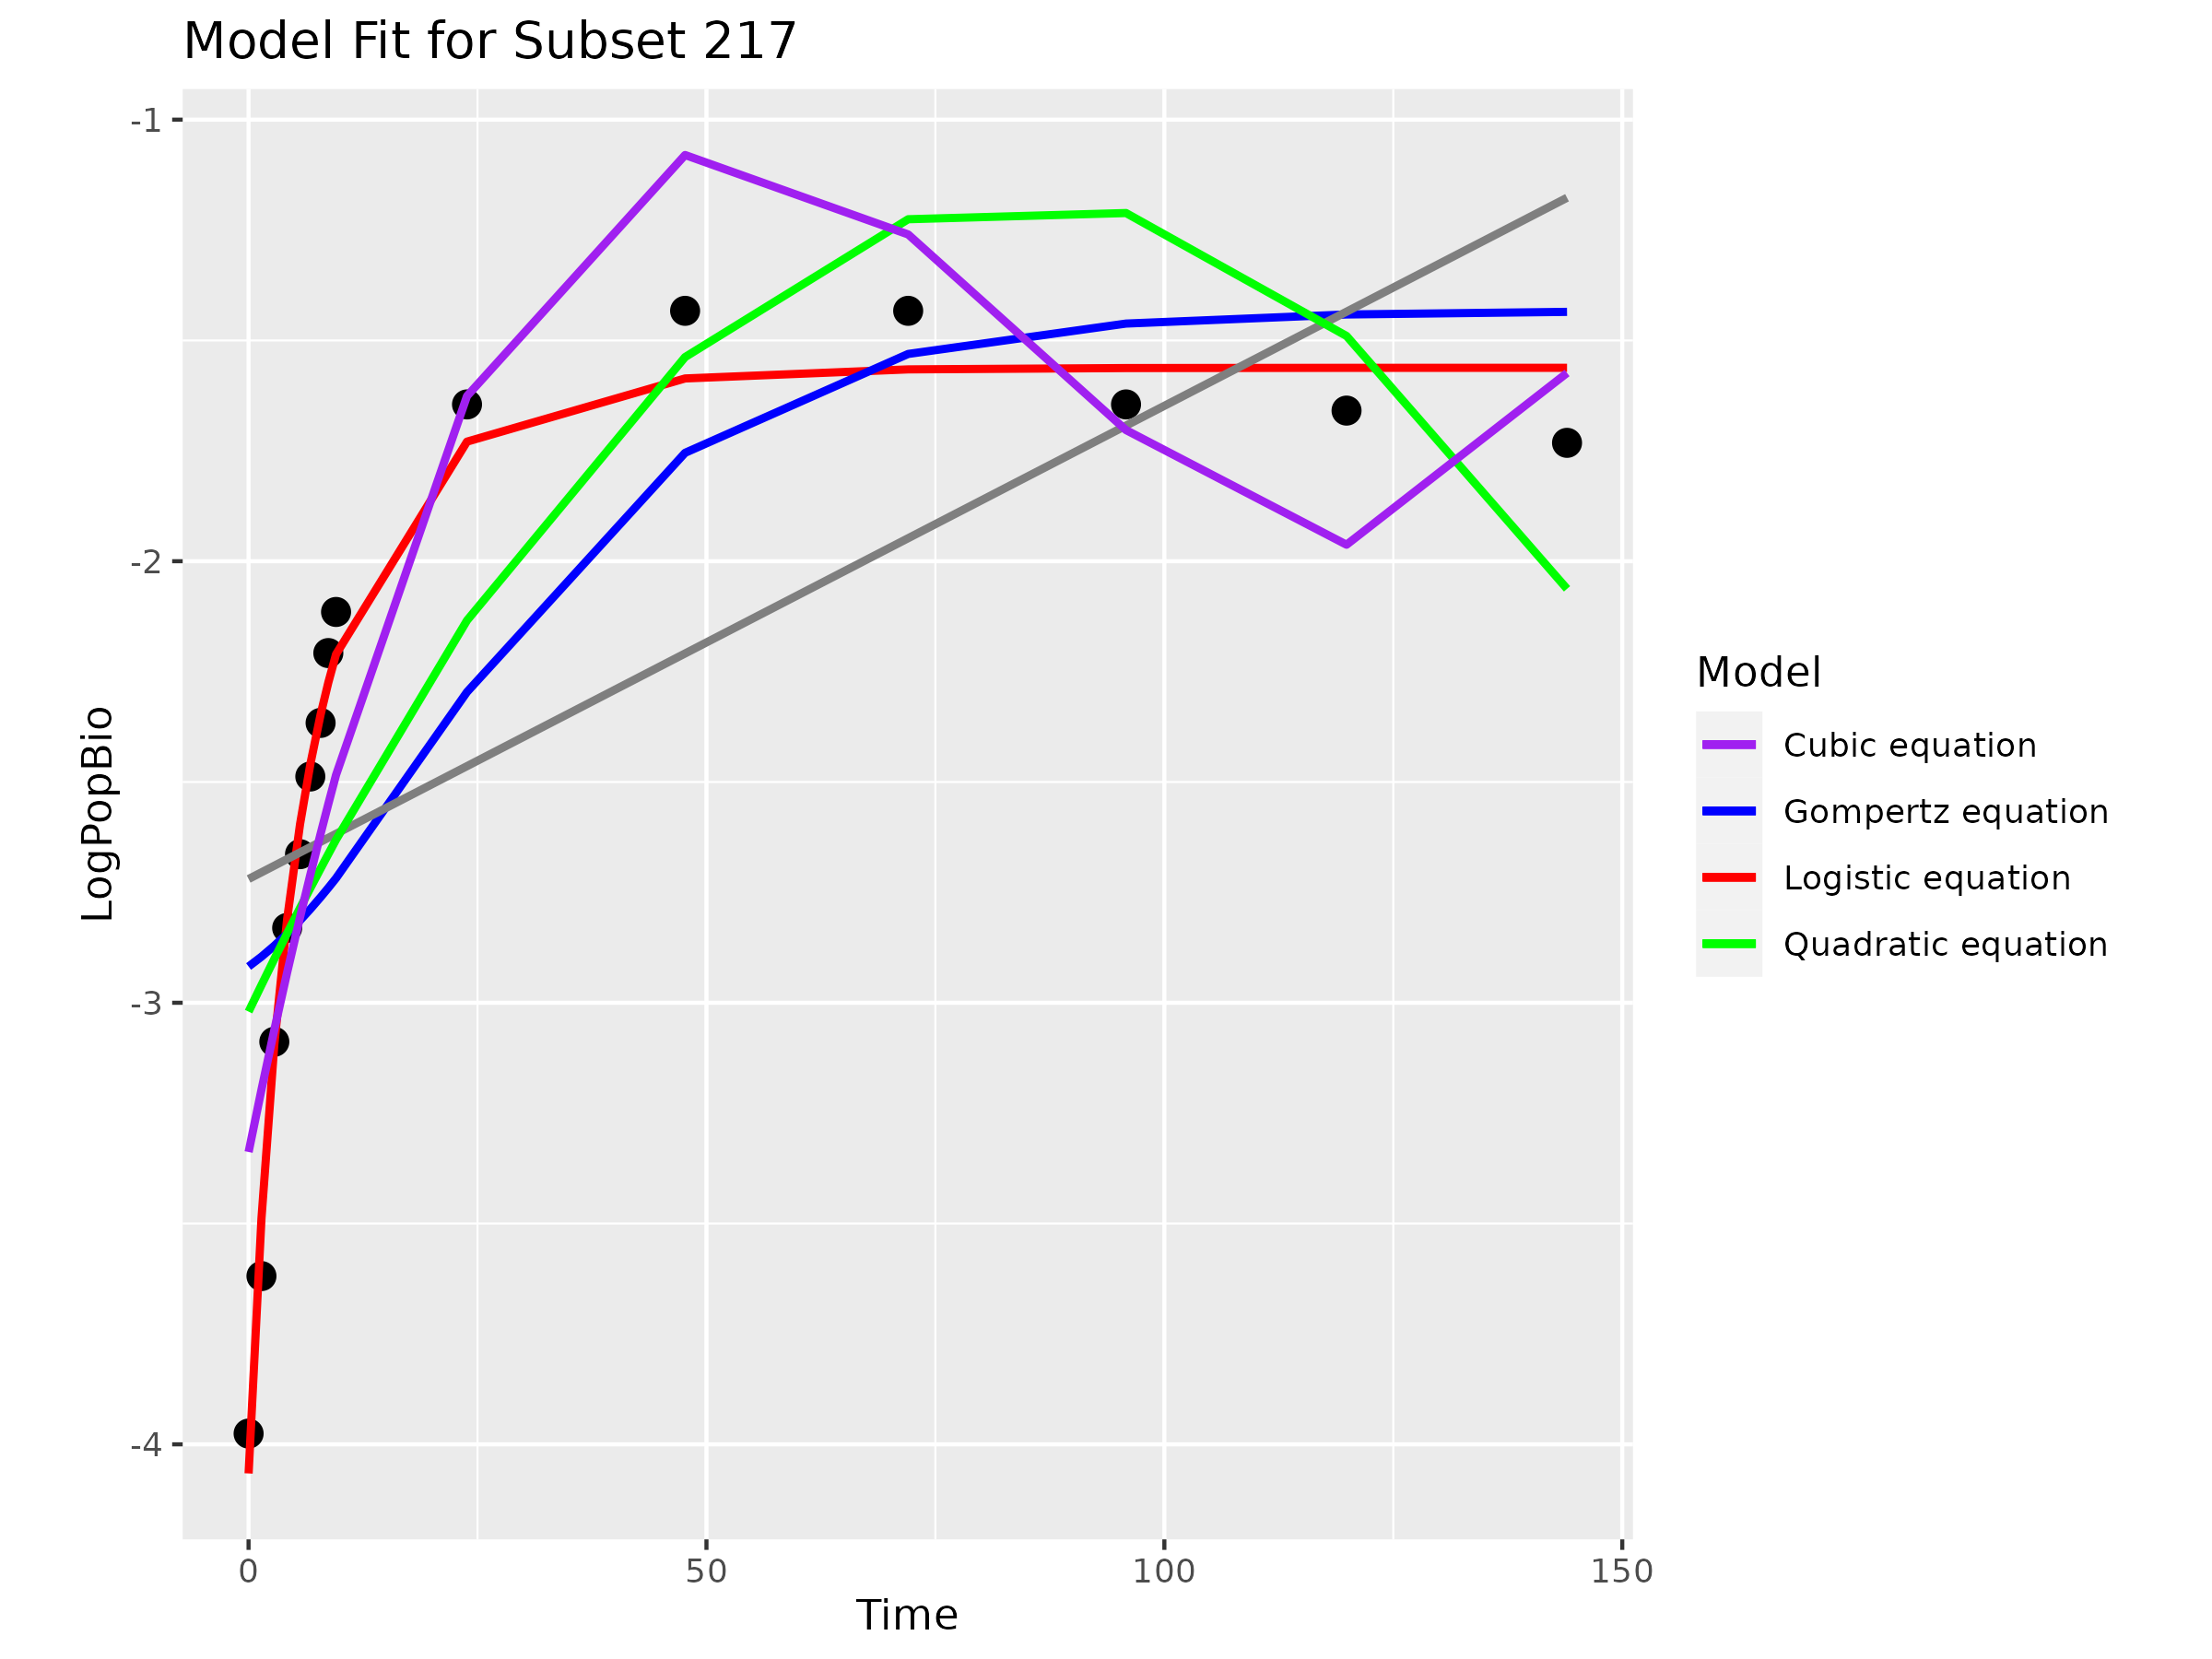 Model Fit for Subset 217
-1
-2
-3
-4
LogPopBio
0 50 100 150
Time
Model
Cubic equation
Gompertz equation
Logistic equation
Quadratic equation